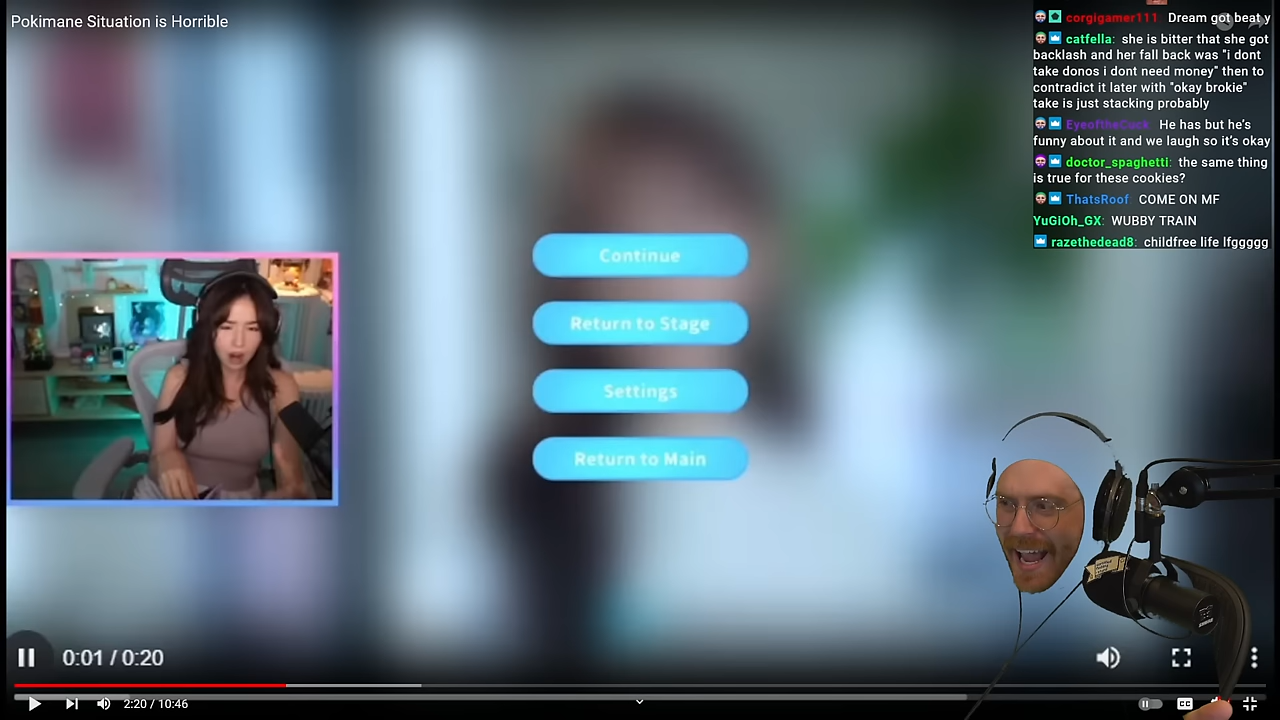 Pokimane Situation is Horrible
corgigamer111 Dream got beat y
catfella: she is bitter that she got
backlash and her fall back was "i dont
take donos i dont need money" then to
contradict it later with "okay brokie"
take is just stacking probably
EyeoftheCuck He has but he's
funny about it and we laugh so it's okay
doctor_spaghetti: the same thing
is true for these cookies?
ThatsRoof COME ON MF
YuGiOh_GX: WUBBY TRAIN
razethedead8: childfree life lfggggg
Continue
Return to Stage
Settings
Return to Main
0:01 / 0:20
2:20 / 10:46
CC